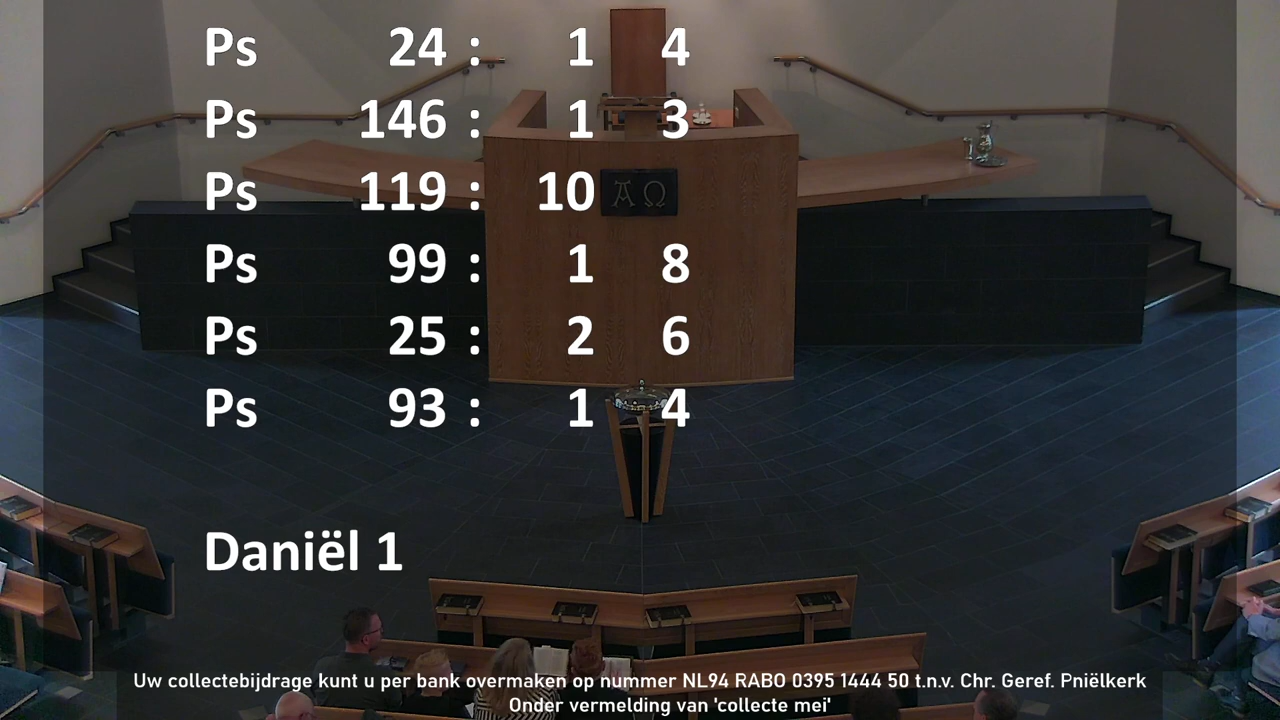 Ps 24 : 1 4
Ps 146 : 1 3
Ps 119 : 10
ΑΩ
Ps 99 : 1 8
Ps 25 : 2 6
Ps 93 : 1 4
Daniël 1
Uw collectebijdrage kunt u per bank overmaken op nummer NL94 RABO 0395 1444 50 t.n.v. Chr. Geref. Pniëlkerk
Onder vermelding van 'collecte mei'